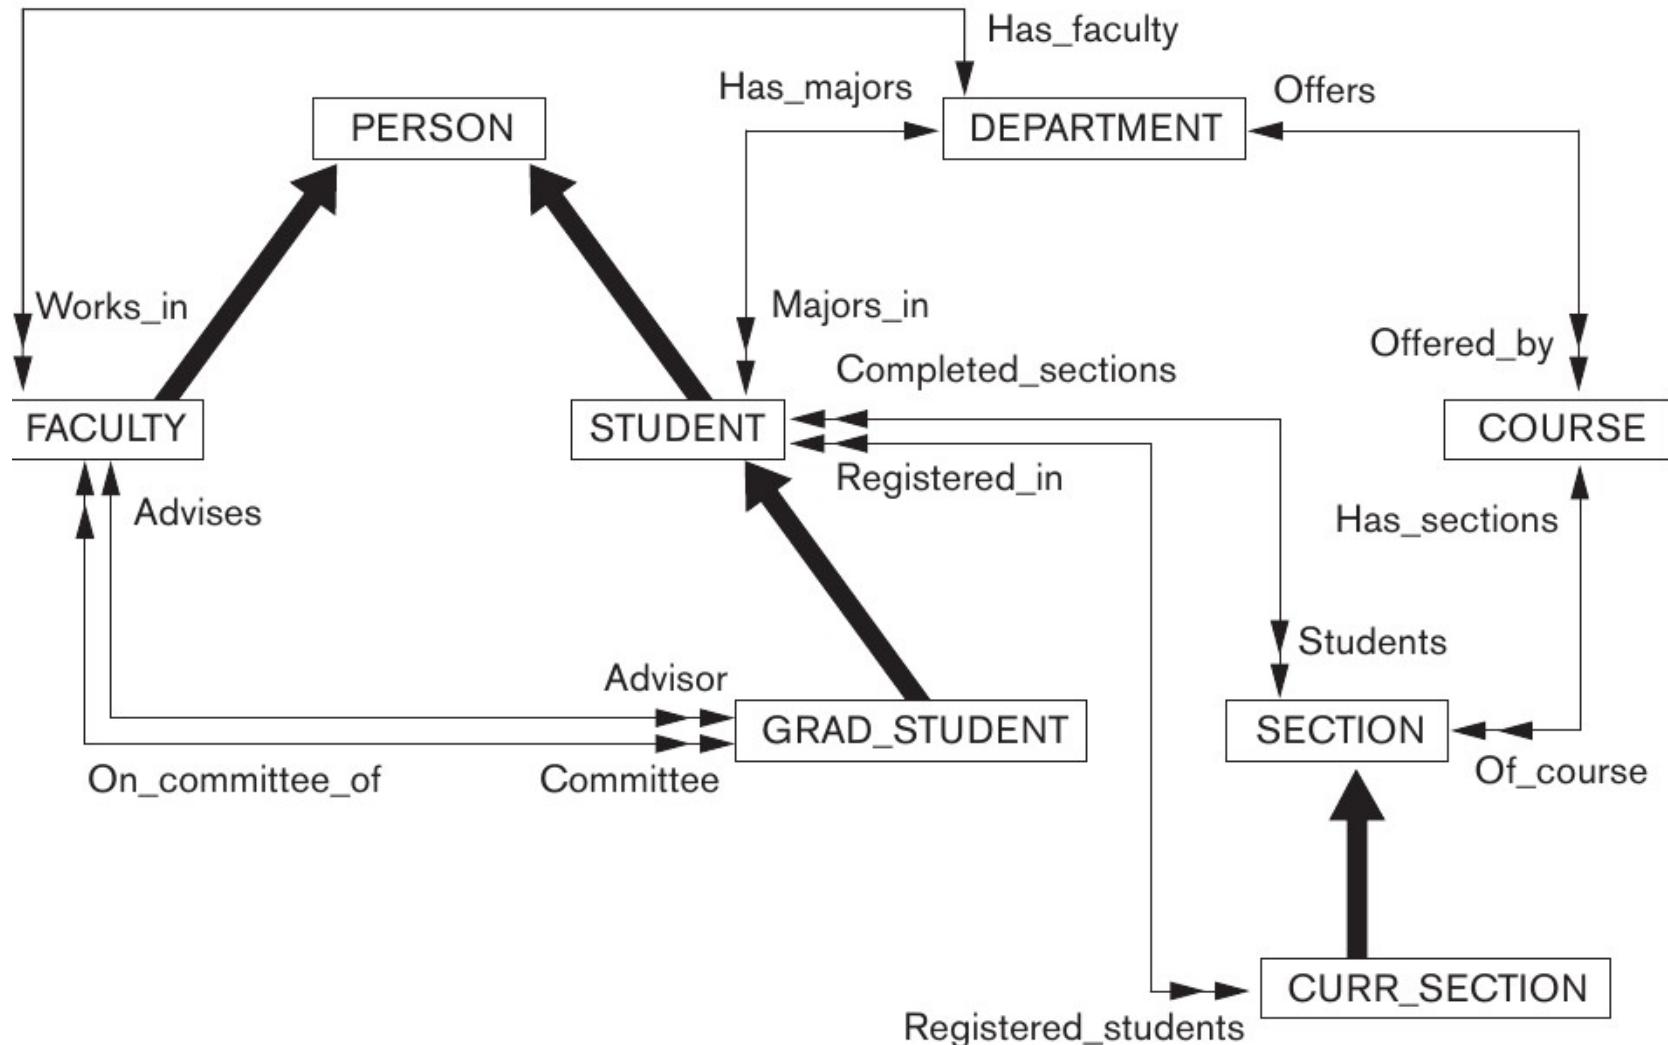 Has_faculty
Has_majors
Offers
PERSON
DEPARTMENT
Works_in
Majors_in
Offered_by
Completed_sections
FACULTY
STUDENT
COURSE
Registered_in
Advises
Has_sections
Students
Advisor
GRAD_STUDENT
SECTION
On_committee_of
Committee
Of_course
CURR_SECTION
Registered_students